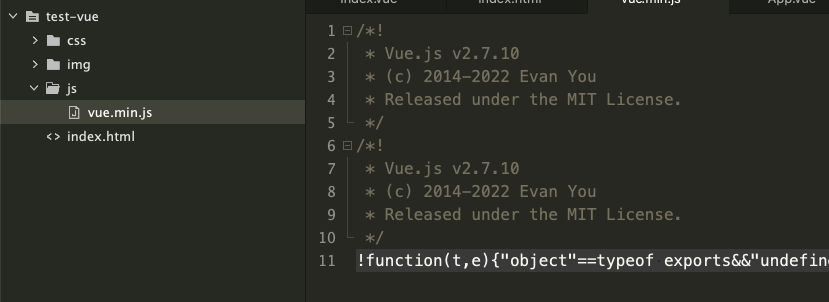 index.vue index.html vue.min.js App.vue
test-vue
css
img
js
vue.min.js
<> index.html
1 /*!
2 * Vue.js v2.7.10
3 * (c) 2014-2022 Evan You
4 * Released under the MIT License.
5 */
6 /*!
7 * Vue.js v2.7.10
8 * (c) 2014-2022 Evan You
9 * Released under the MIT License.
10 */
11 !function(t,e){"object"==typeof exports&&"undefin